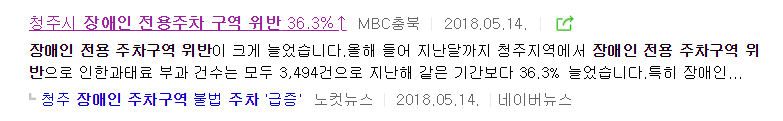 청주시 장애인 전용주차 구역 위반 36.3%↑ MBC충북 | 2018.05.14. |
장애인 전용 주차구역 위반이 크게 늘었습니다.올해 들어 지난달까지 청주지역에서 장애인 전용 주차구역 위
반으로 인한과태료 부과 건수는 모두 3,494건으로 지난해 같은 기간보다 36.3% 늘었습니다.특히 장애인...
청주 장애인 주차구역 불법 주차 '급증' 노컷뉴스 | 2018.05.14. | 네이버뉴스